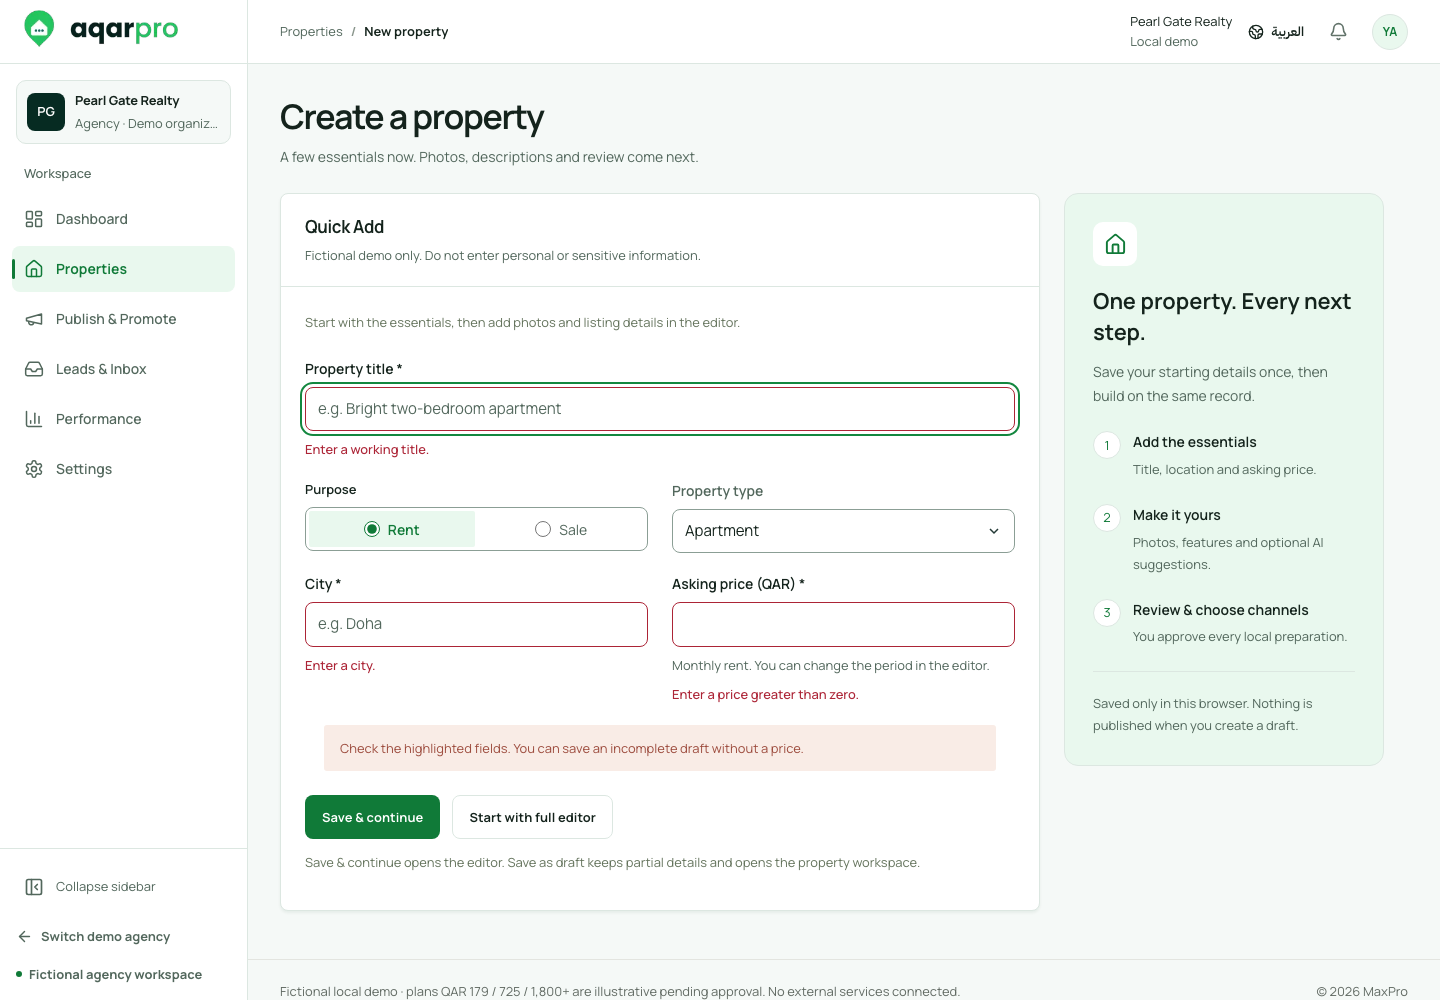 aqarpro
Properties / New property
Pearl Gate Realty
Local demo
العربية
YA
PG
Pearl Gate Realty
Agency · Demo organiz...
Workspace
Dashboard
Properties
Publish & Promote
Leads & Inbox
Performance
Settings
Collapse sidebar
Switch demo agency
Fictional agency workspace
Create a property
A few essentials now. Photos, descriptions and review come next.
Quick Add
Fictional demo only. Do not enter personal or sensitive information.
Start with the essentials, then add photos and listing details in the editor.
Property title *
e.g. Bright two-bedroom apartment
Enter a working title.
Purpose
Rent
Sale
Property type
Apartment
City *
e.g. Doha
Enter a city.
Asking price (QAR) *
Monthly rent. You can change the period in the editor.
Enter a price greater than zero.
Check the highlighted fields. You can save an incomplete draft without a price.
Save & continue
Start with full editor
Save & continue opens the editor. Save as draft keeps partial details and opens the property workspace.
One property. Every next
step.
Save your starting details once, then
build on the same record.
1
Add the essentials
Title, location and asking price.
2
Make it yours
Photos, features and optional AI
suggestions.
3
Review & choose channels
You approve every local preparation.
Saved only in this browser. Nothing is
published when you create a draft.
Fictional local demo · plans QAR 179 / 725 / 1,800+ are illustrative pending approval. No external services connected.
© 2026 MaxPro